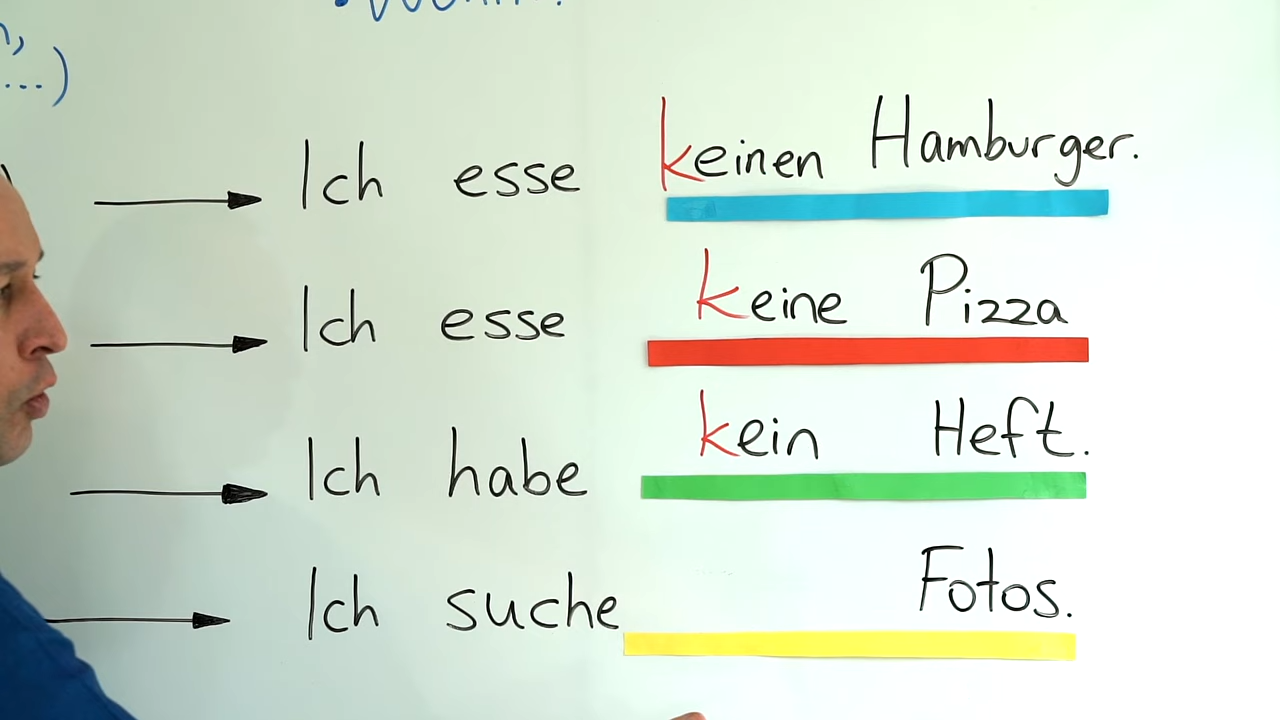 ...)
Ich esse keinen Hamburger.
Ich esse keine Pizza
Ich habe kein Heft.
Ich suche Fotos.